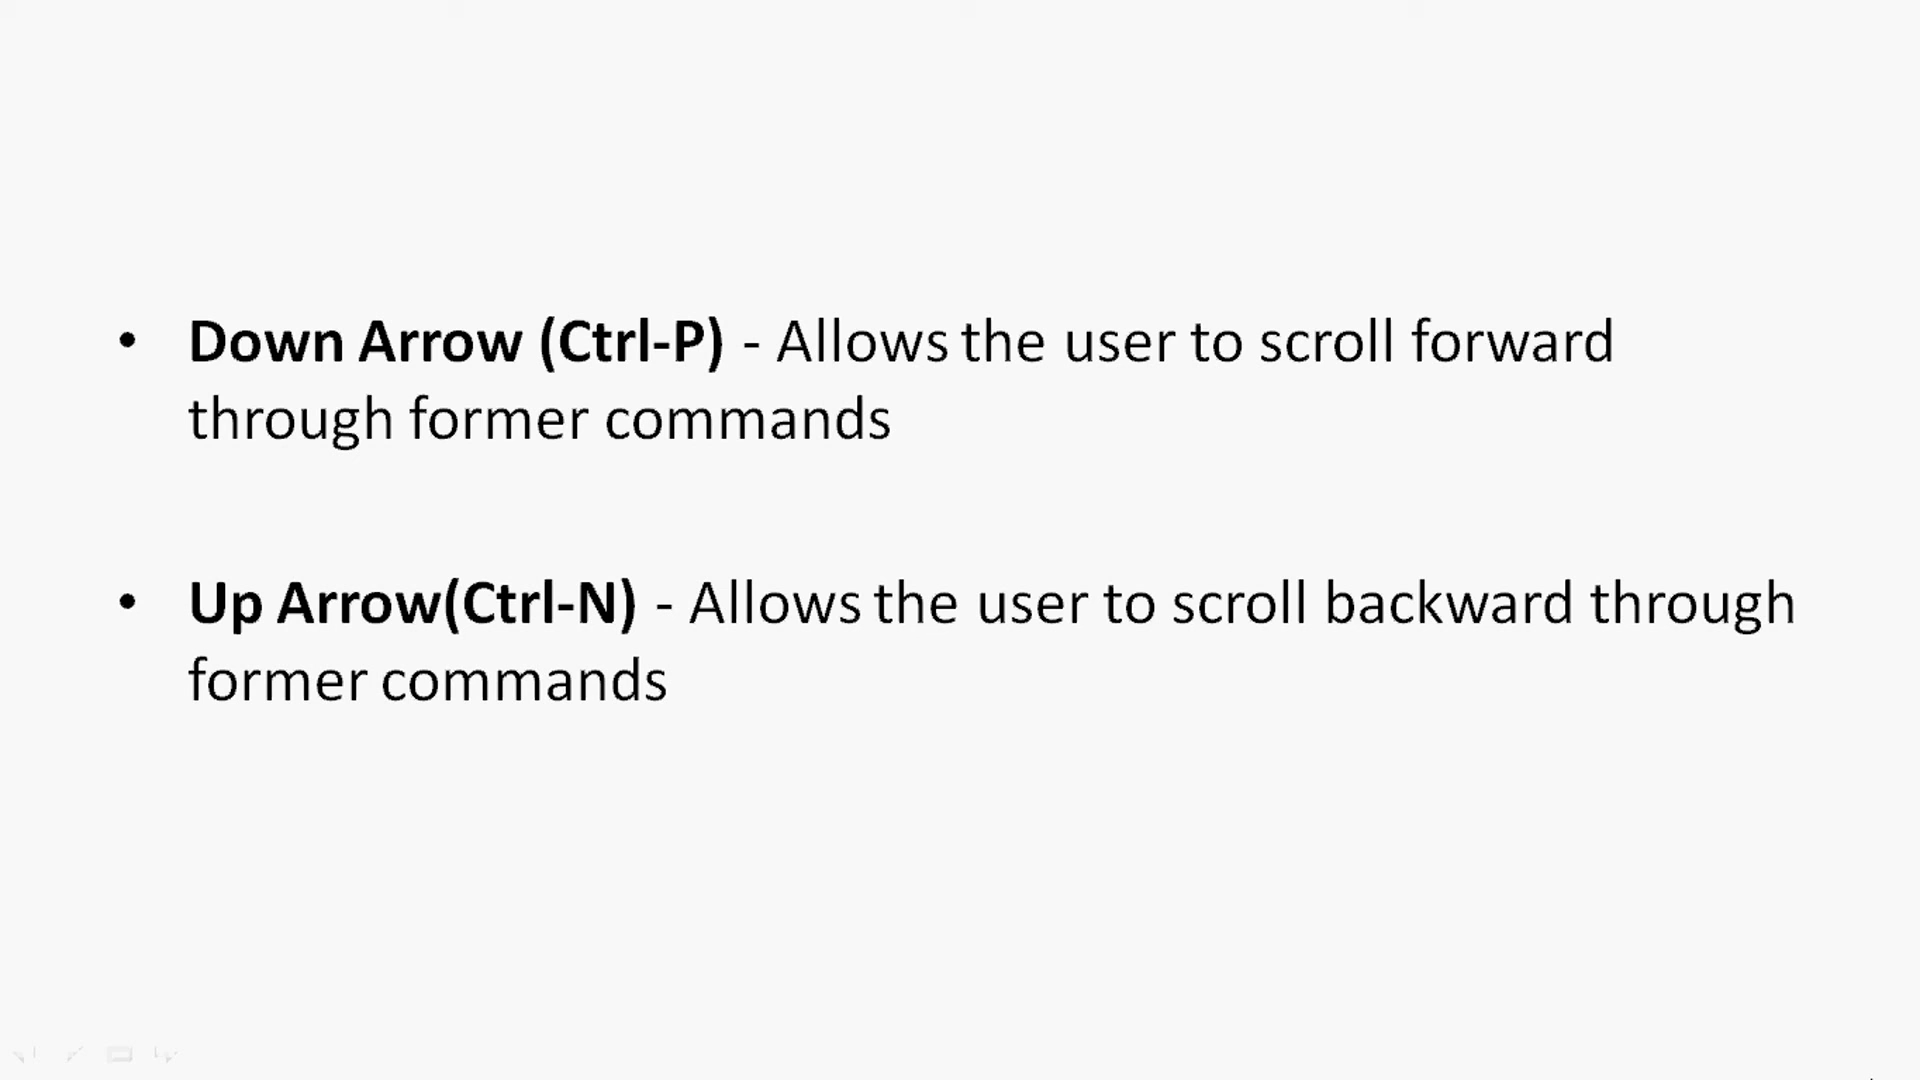 • Down Arrow (Ctrl-P) - Allows the user to scroll forward
through former commands
• Up Arrow(Ctrl-N) - Allows the user to scroll backward through
former commands